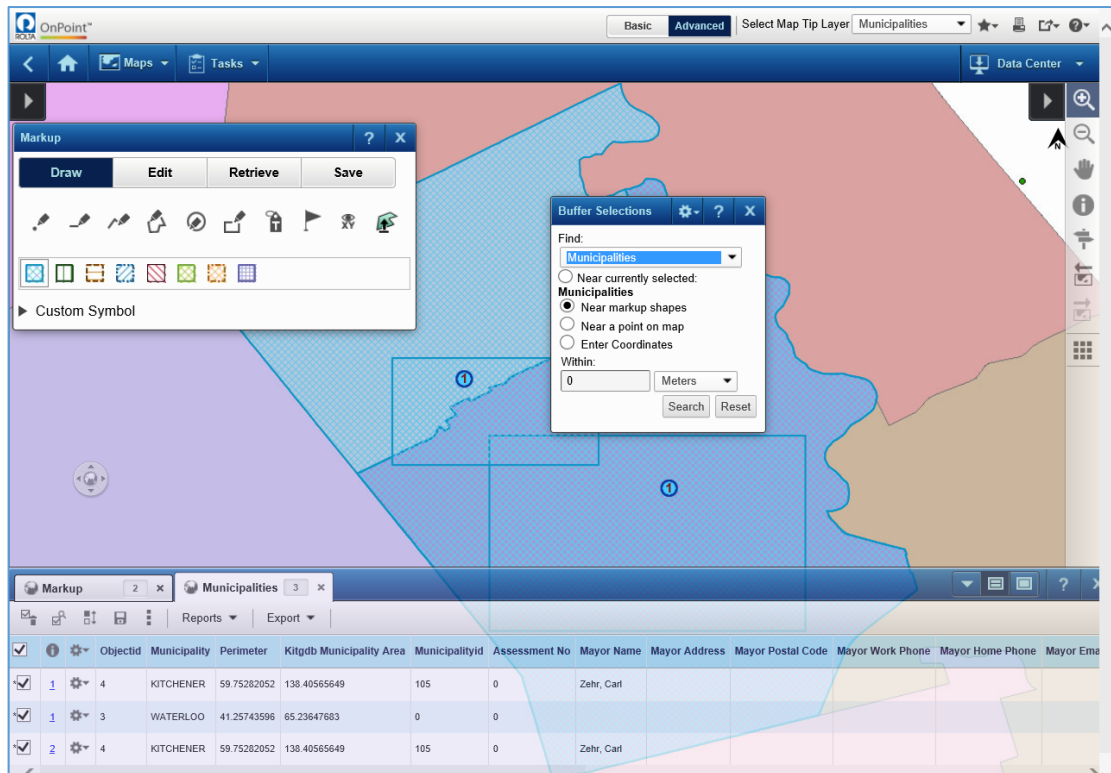 ROLTA OnPoint™ Basic Advanced Select Map Tip Layer Municipalities
Maps Tasks Data Center
N
Markup ? X
Draw Edit Retrieve Save
T XY
Custom Symbol
Buffer Selections ? X
Find:
Municipalities
Near currently selected:
Municipalities
Near markup shapes
Near a point on map
Enter Coordinates
Within:
0 Meters
Search Reset
1
1
Markup 2 x Municipalities 3 x ?
Reports Export
Objectid Municipality Perimeter Kitgdb Municipality Area Municipalityid Assessment No Mayor Name Mayor Address Mayor Postal Code Mayor Work Phone Mayor Home Phone Mayor Ema
1 4 KITCHENER 59.75282052 138.40565649 105 0 Zehr, Carl
1 3 WATERLOO 41.25743596 65.23647683 0 0
2 4 KITCHENER 59.75282052 138.40565649 105 0 Zehr, Carl